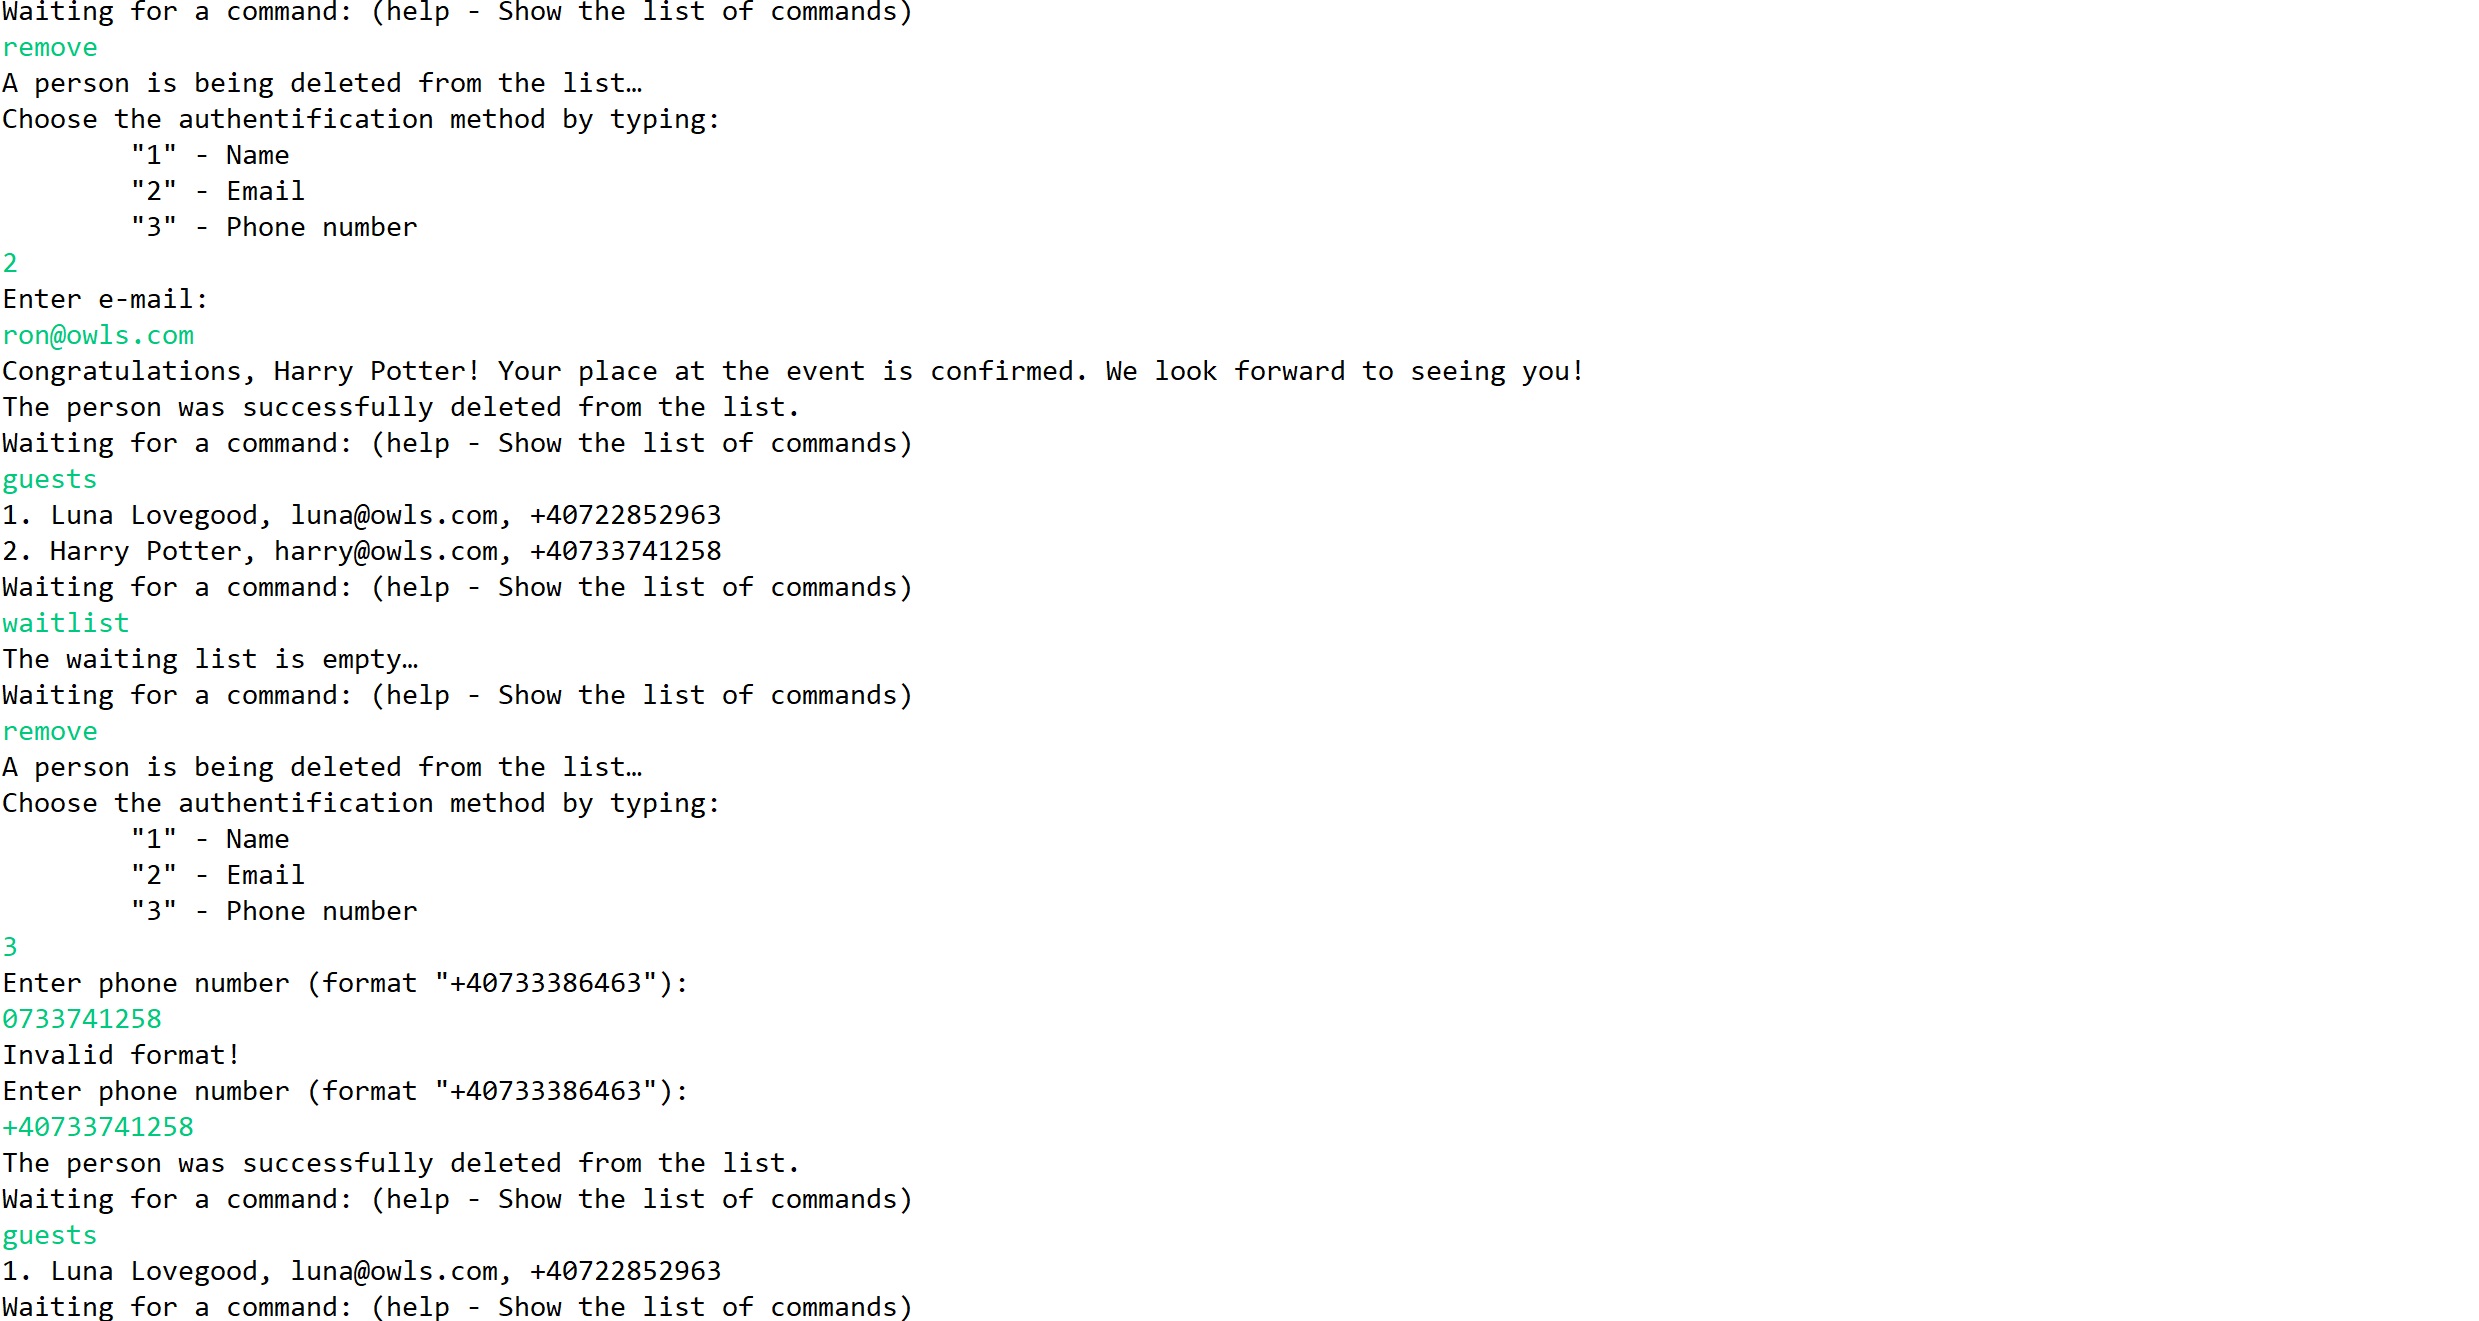 Waiting for a command: (help - Show the list of commands)
remove
A person is being deleted from the list…
Choose the authentification method by typing:
"1" - Name
"2" - Email
"3" - Phone number
2
Enter e-mail:
ron@owls.com
Congratulations, Harry Potter! Your place at the event is confirmed. We look forward to seeing you!
The person was successfully deleted from the list.
Waiting for a command: (help - Show the list of commands)
guests
1. Luna Lovegood, luna@owls.com, +40722852963
2. Harry Potter, harry@owls.com, +40733741258
Waiting for a command: (help - Show the list of commands)
waitlist
The waiting list is empty…
Waiting for a command: (help - Show the list of commands)
remove
A person is being deleted from the list…
Choose the authentification method by typing:
"1" - Name
"2" - Email
"3" - Phone number
3
Enter phone number (format "+40733386463"):
0733741258
Invalid format!
Enter phone number (format "+40733386463"):
+40733741258
The person was successfully deleted from the list.
Waiting for a command: (help - Show the list of commands)
guests
1. Luna Lovegood, luna@owls.com, +40722852963
Waiting for a command: (help - Show the list of commands)